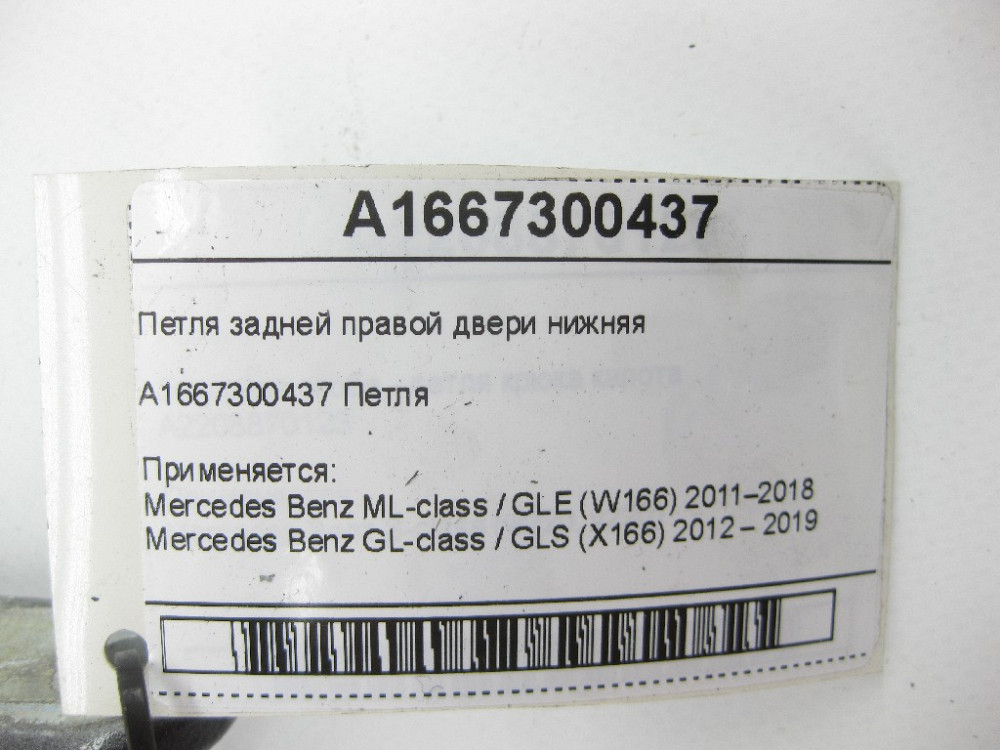 A1667300437
Петля задней правой двери нижняя
A1667300437 Петля
Применяется:
Mercedes Benz ML-class / GLE (W166) 2011–2018
Mercedes Benz GL-class / GLS (X166) 2012 – 2019